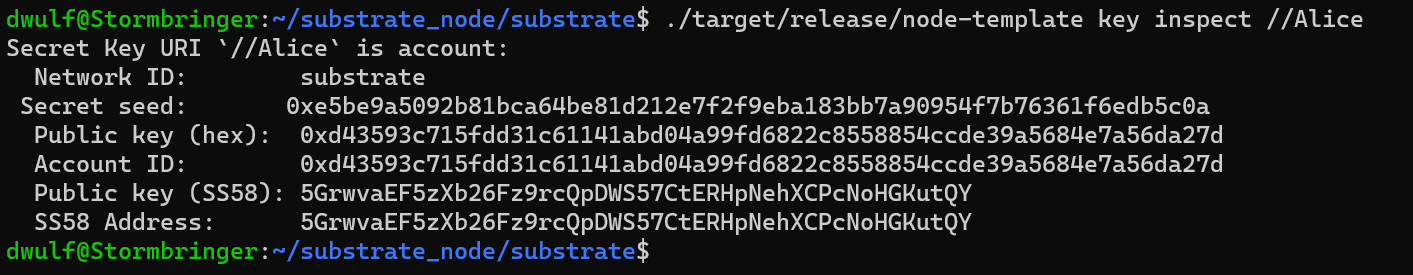 dwulf@Stormbringer:~/substrate_node/substrate$ ./target/release/node-template key inspect //Alice
Secret Key URI `//Alice` is account:
Network ID: substrate
Secret seed: 0xe5be9a5092b81bca64be81d212e7f2f9eba183bb7a90954f7b76361f6edb5c0a
Public key (hex): 0xd43593c715fdd31c61141abd04a99fd6822c8558854ccde39a5684e7a56da27d
Account ID: 0xd43593c715fdd31c61141abd04a99fd6822c8558854ccde39a5684e7a56da27d
Public key (SS58): 5GrwvaEF5zXb26Fz9rcQpDWS57CtERHpNehXCPcNoHGKutQY
SS58 Address: 5GrwvaEF5zXb26Fz9rcQpDWS57CtERHpNehXCPcNoHGKutQY
dwulf@Stormbringer:~/substrate_node/substrate$